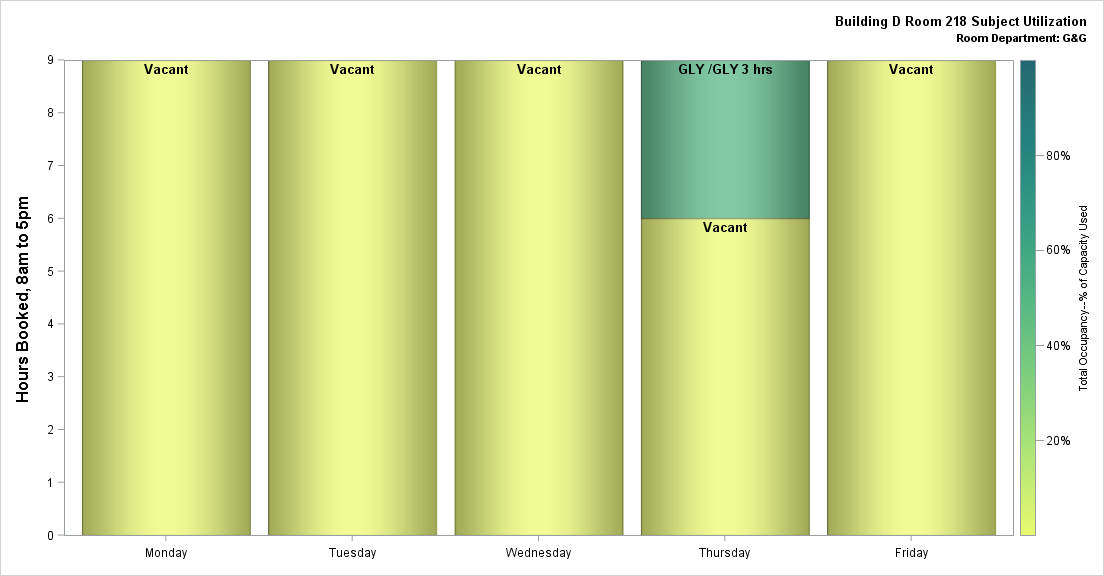 Building D Room 218 Subject Utilization
Room Department: G&G
Hours Booked, 8am to 5pm
9
8
7
6
5
4
3
2
1
0
Vacant
Vacant
Vacant
GLY /GLY 3 hrs
Vacant
Vacant
Monday
Tuesday
Wednesday
Thursday
Friday
80%
60%
40%
20%
Total Occupancy--% of Capacity Used